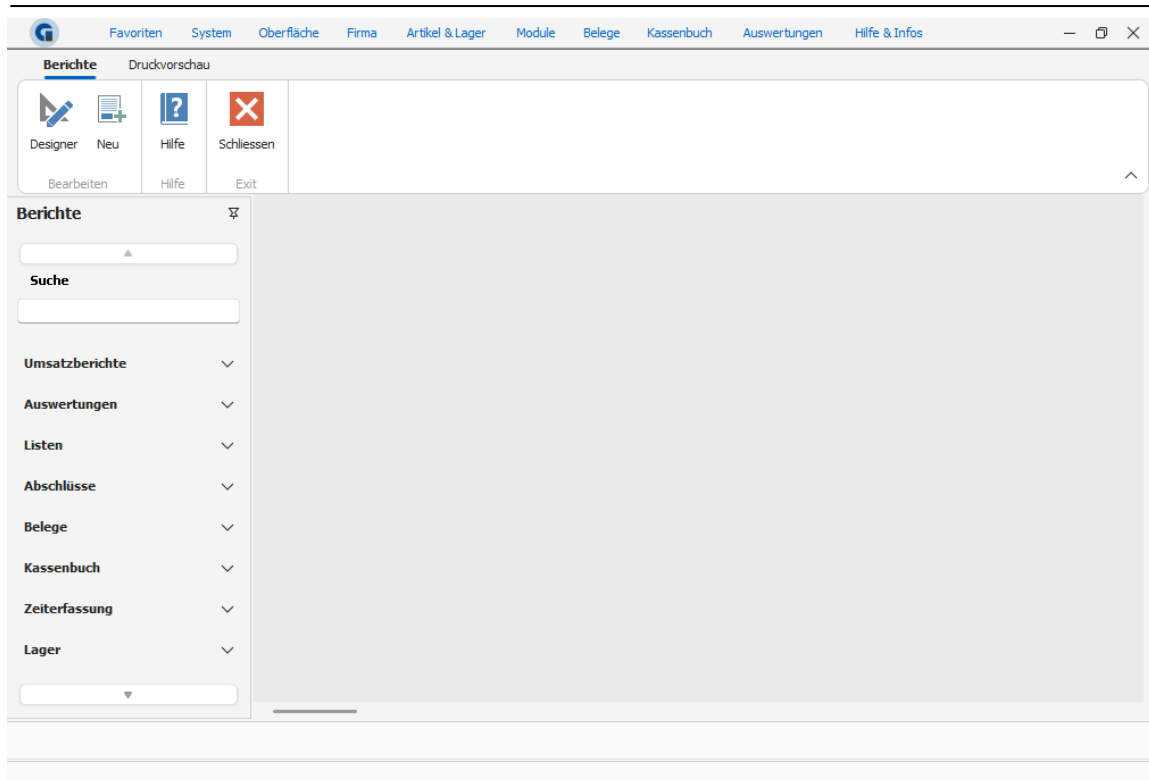 Favoriten System Oberfläche Firma Artikel & Lager Module Belege Kassenbuch Auswertungen Hilfe & Infos
Berichte Druckvorschau
Designer Neu Hilfe Schliessen
Bearbeiten Hilfe Exit
Berichte
Suche
Umsatzberichte
Auswertungen
Listen
Abschlüsse
Belege
Kassenbuch
Zeiterfassung
Lager